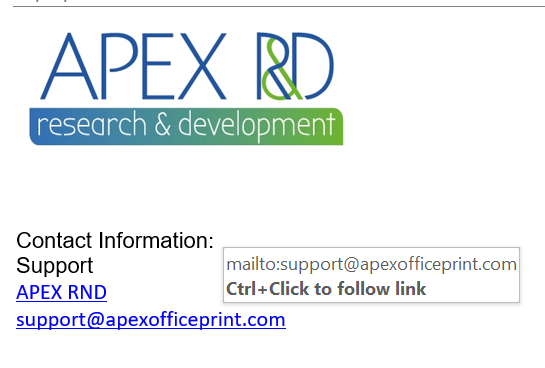 APEX R&D
research & development
Contact Information:
Support
mailto:support@apexofficeprint.com
Ctrl+Click to follow link
APEX RND
support@apexofficeprint.com